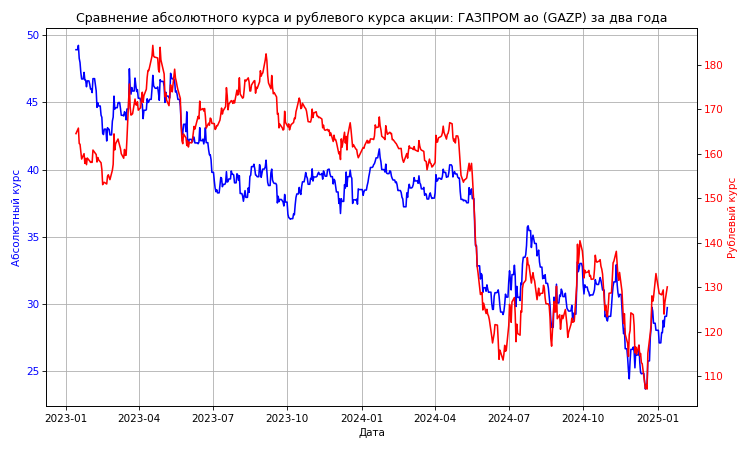 Сравнение абсолютного курса и рублевого курса акции: ГАЗПРОМ ао (GAZP) за два года
50
45
40
35
30
25
Абсолютный курс
180
170
160
150
140
130
120
110
Рублевый курс
2023-01 2023-04 2023-07 2023-10 2024-01 2024-04 2024-07 2024-10 2025-01
Дата